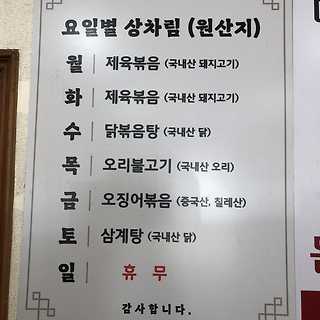 요일별 상차림 (원산지)
월 | 제육볶음 (국내산 돼지고기)
화 | 제육볶음 (국내산 돼지고기)
수 | 닭볶음탕 (국내산 닭)
목 | 오리불고기 (국내산 오리)
금 | 오징어볶음 (중국산, 칠레산)
토 | 삼계탕 (국내산 닭)
일 휴 무
감사합니다.